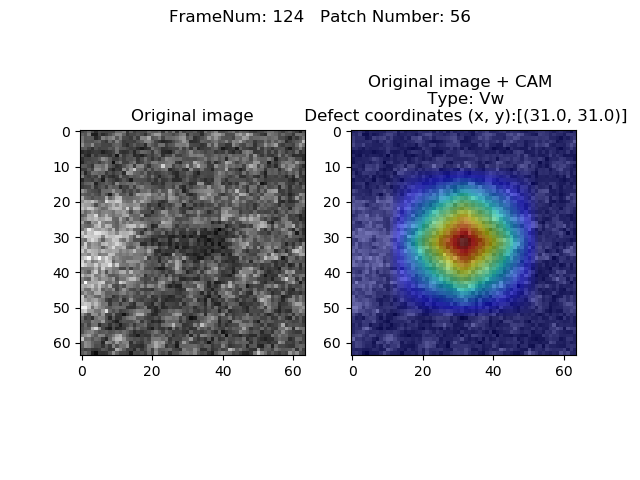 FrameNum: 124   Patch Number: 56
Original image
Original image + CAM
Type: Vw
Defect coordinates (x, y):[(31.0, 31.0)]
0
10
20
30
40
50
60
0 20 40 60
0
10
20
30
40
50
60
0 20 40 60